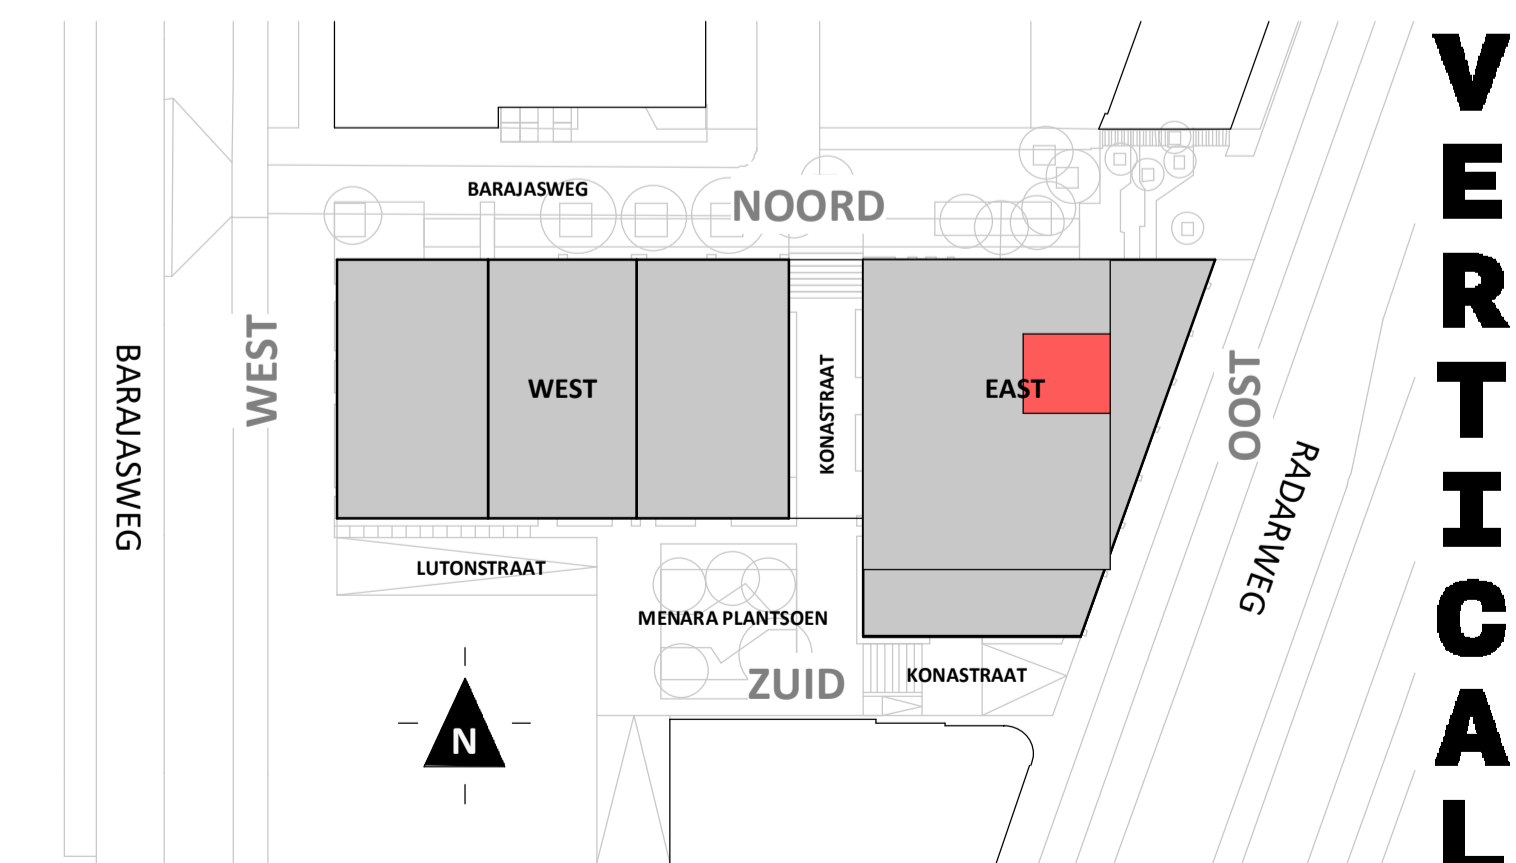 BARAJASWEG
NOORD
BARAJASWEG
WEST
WEST
KONASTRAAT
EAST
OOST
RADARWEG
LUTONSTRAAT
MENARA PLANTSOEN
ZUID
KONASTRAAT
N
VERTICAL